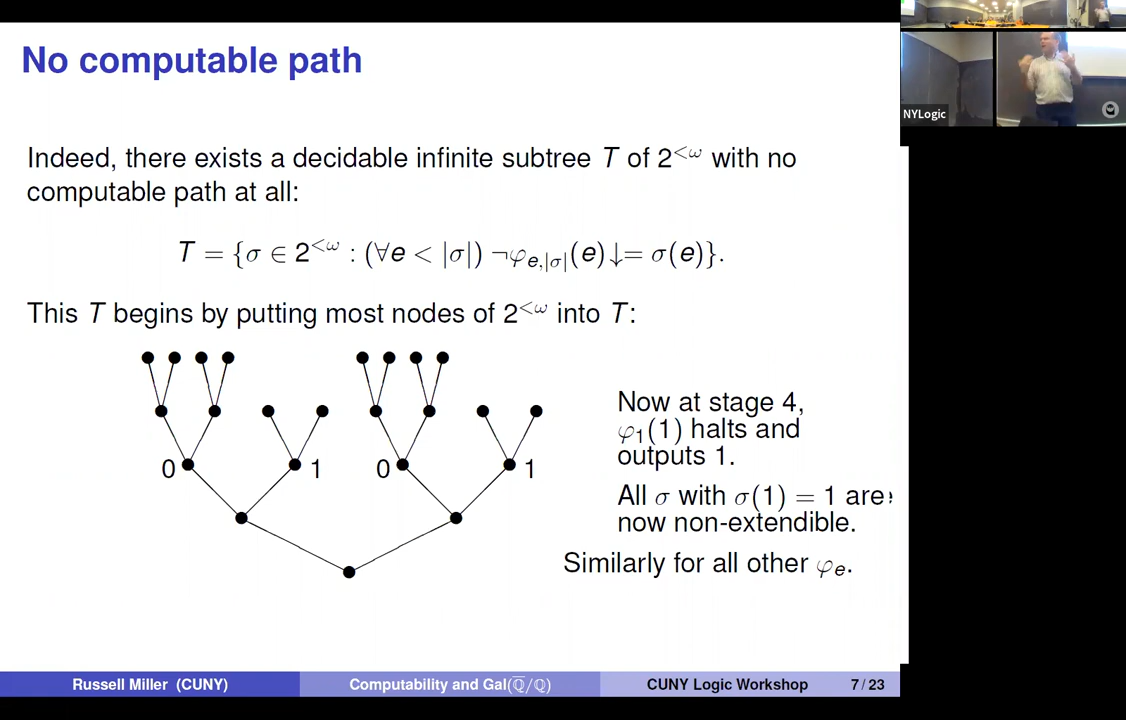 No computable path
Indeed, there exists a decidable infinite subtree T of 2^{<ω} with no
computable path at all:
T = {σ ∈ 2^{<ω} : (∀e < |σ|) ¬φ_{e,|σ|}(e)↓= σ(e)}.
This T begins by putting most nodes of 2^{<ω} into T:
0 1 0 1
Now at stage 4,
φ₁(1) halts and
outputs 1.
All σ with σ(1) = 1 are
now non-extendible.
Similarly for all other φₑ.
Russell Miller (CUNY) Computability and Gal(ℚ̅/ℚ) CUNY Logic Workshop 7 / 23
NYLogic